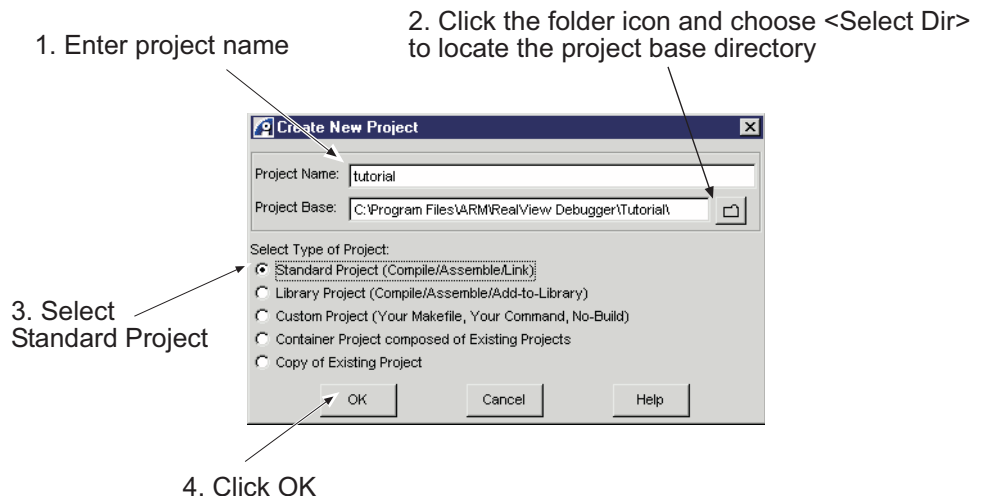 1. Enter project name
2. Click the folder icon and choose <Select Dir>
to locate the project base directory
Create New Project
Project Name: tutorial
Project Base: C:\Program Files\ARM\RealView Debugger\Tutorial\
Select Type of Project:
Standard Project (Compile/Assemble/Link)
Library Project (Compile/Assemble/Add-to-Library)
Custom Project (Your Makefile, Your Command, No-Build)
Container Project composed of Existing Projects
Copy of Existing Project
3. Select
Standard Project
OK Cancel Help
4. Click OK